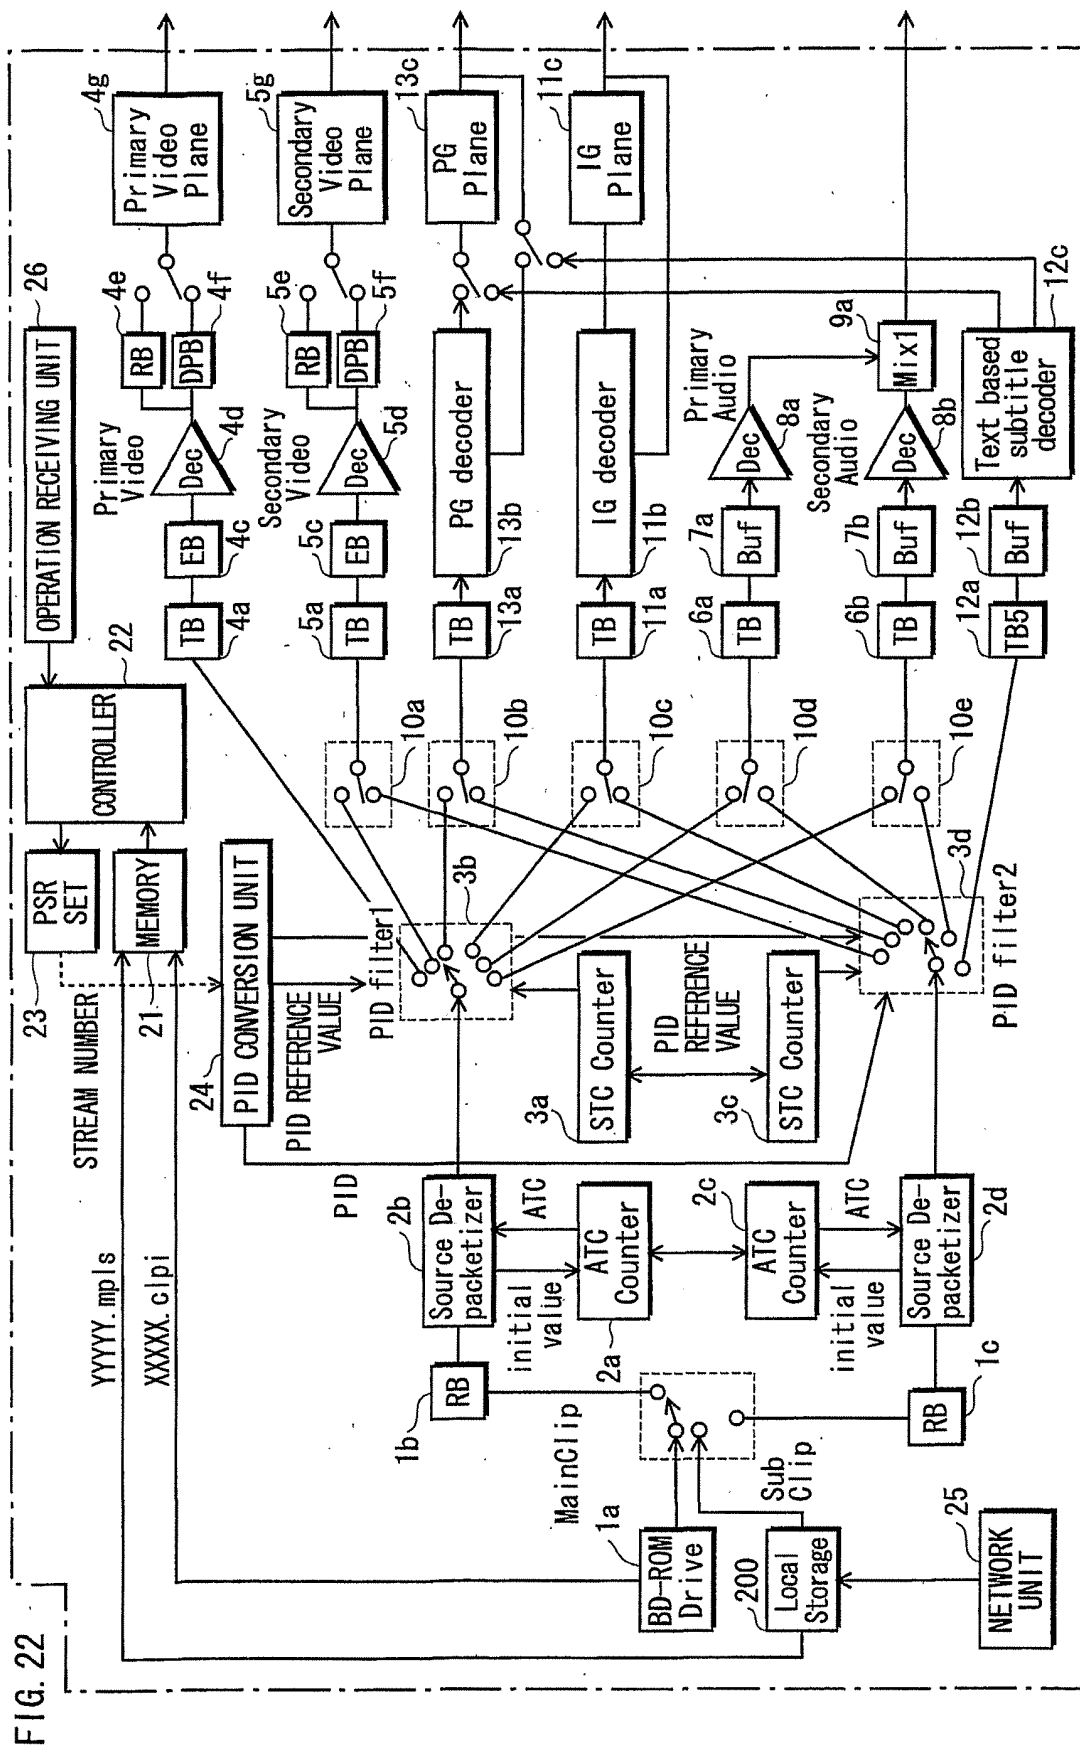 FIG. 22
YYYYY.mpls
XXXXX.clpi
STREAM NUMBER
23
PSR
SET
21
MEMORY
CONTROLLER
22
OPERATION RECEIVING UNIT
26
24
PID CONVERSION UNIT
PID REFERENCE
VALUE
PID
BD-ROM
Drive
1a
200
Local
Storage
NETWORK
UNIT
25
MainClip
Sub
Clip
1b
RB
RB
1c
Source De-
packetizer
2b
initial
value
ATC
ATC
Counter
2a
2c
ATC
Counter
initial
value
ATC
Source De-
packetizer
2d
3a
STC Counter
PID
REFERENCE
VALUE
3c
STC Counter
PID filter1
3b
PID filter2
3d
10a
10b
10c
10d
10e
TB
4a
EB
4c
Primary
Video
Dec
4d
RB
4e
DPB
4f
Primary
Video
Plane
4g
5a
TB
5c
EB
Secondary
Video
Dec
5d
5e
RB
DPB
5f
Secondary
Video
Plane
5g
TB
13a
PG decoder
13b
PG
Plane
13c
TB
11a
IG decoder
11b
IG
Plane
11c
6a
TB
7a
Buf
Dec
8a
Primary
Audio
6b
TB
7b
Buf
Secondary
Audio
Dec
8b
9a
Mix1
12a
TB5
12b
Buf
Text based
subtitle
decoder
12c